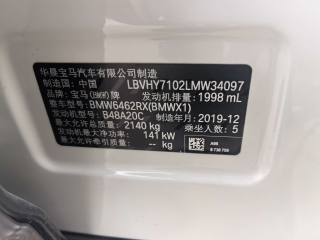 华晨宝马汽车有限公司制造
制造国：中国 LBVHY7102LMW34097
品牌：宝马(BMW)牌 发动机排量：1998 mL
整车型号：BMW6462RX(BMWX1)
发动机型号：B48A20C 制造年月：2019-12
最大允许总质量：2140 kg 乘坐人数：5
发动机最大净功率：141 kW
最大允许牵引质量：-- kg